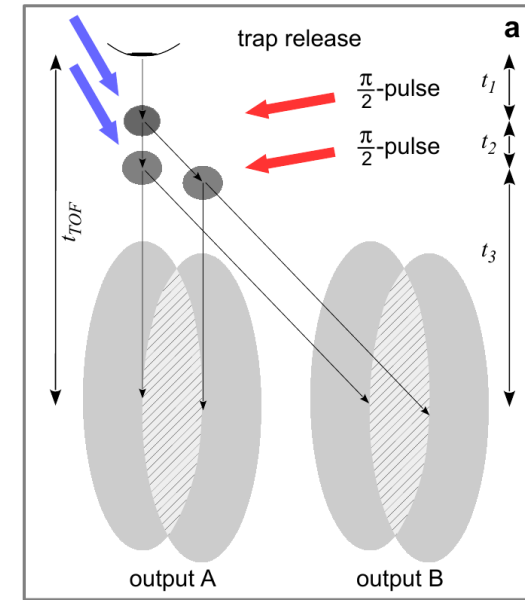 trap release
a
π/2-pulse
t1
π/2-pulse
t2
tTOF
t3
output A
output B